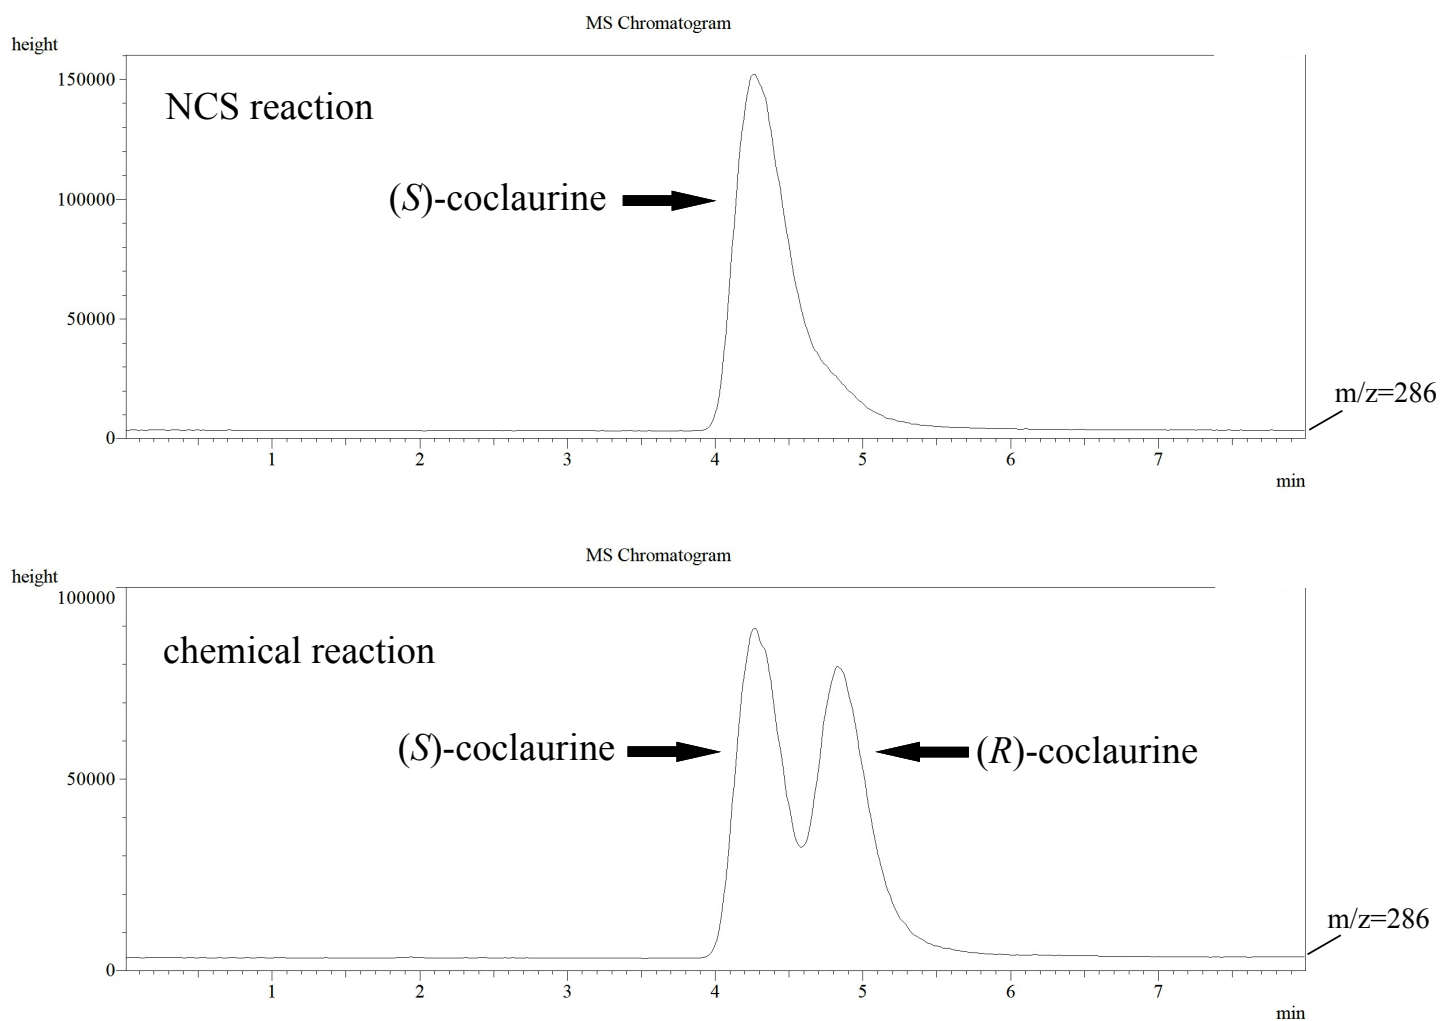 MS Chromatogram
height
150000
NCS reaction
(S)-coclaurine
100000
50000
m/z=286
0
1 2 3 4 5 6 7
min
MS Chromatogram
height
100000
chemical reaction
(S)-coclaurine
(R)-coclaurine
50000
m/z=286
0
1 2 3 4 5 6 7
min